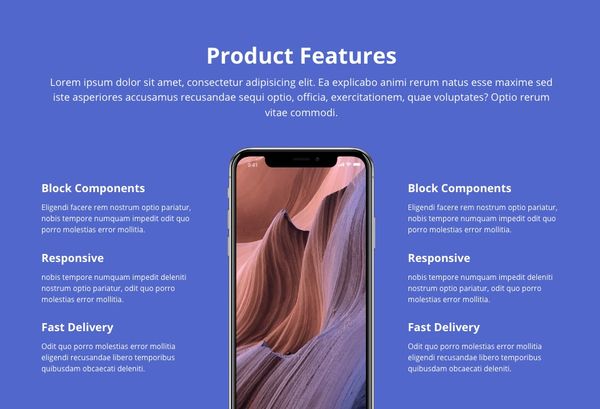 Product Features
Lorem ipsum dolor sit amet, consectetur adipisicing elit. Ea explicabo animi rerum natus esse maxime sed
iste asperiores accusamus recusandae sequi optio, officia, exercitationem, quae voluptates? Optio rerum
vitae commodi.
9:41
Block Components
Eligendi facere rem nostrum optio pariatur,
nobis tempore numquam impedit odit quo
porro molestias error mollitia.
Responsive
nobis tempore numquam impedit deleniti
nostrum optio pariatur, odit quo porro
molestias error mollitia.
Fast Delivery
Odit quo porro molestias error mollitia
eligendi recusandae libero temporibus
quibusdam obcaecati deleniti.
Block Components
Eligendi facere rem nostrum optio pariatur,
nobis tempore numquam impedit odit quo
porro molestias error mollitia.
Responsive
nobis tempore numquam impedit deleniti
nostrum optio pariatur, odit quo porro
molestias error mollitia.
Fast Delivery
Odit quo porro molestias error mollitia
eligendi recusandae libero temporibus
quibusdam obcaecati deleniti.